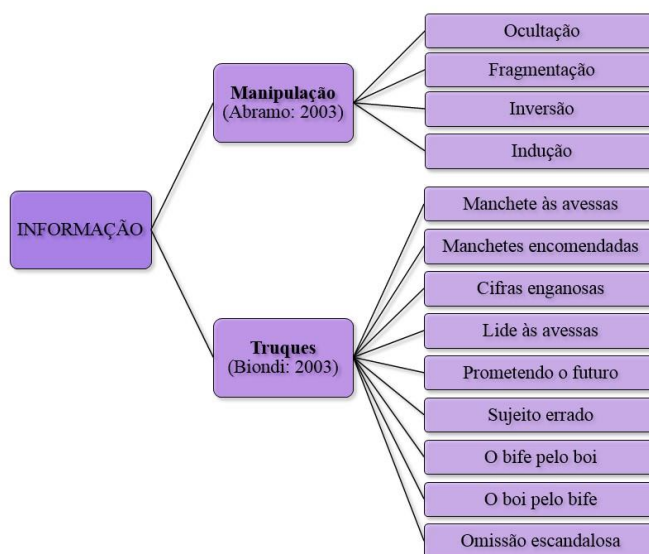 INFORMAÇÃO
Manipulação
(Abramo: 2003)
Ocultação
Fragmentação
Inversão
Indução
Truques
(Biondi: 2003)
Manchete às avessas
Manchetes encomendadas
Cifras enganosas
Lide às avessas
Prometendo o futuro
Sujeito errado
O bife pelo boi
O boi pelo bife
Omissão escandalosa